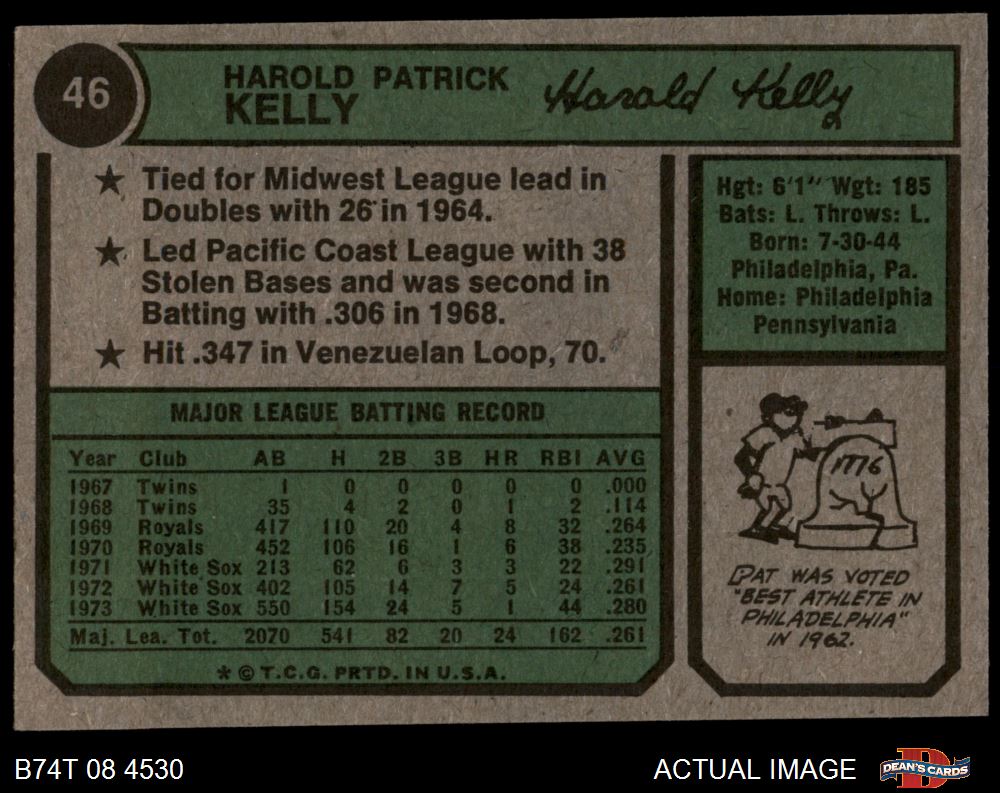 46
HAROLD PATRICK
KELLY
Harold Kelly
★ Tied for Midwest League lead in
Doubles with 26 in 1964.
★ Led Pacific Coast League with 38
Stolen Bases and was second in
Batting with .306 in 1968.
★ Hit .347 in Venezuelan Loop, 70.
Hgt: 6'1" Wgt: 185
Bats: L. Throws: L.
Born: 7-30-44
Philadelphia, Pa.
Home: Philadelphia
Pennsylvania
MAJOR LEAGUE BATTING RECORD
Year Club AB H 2B 3B HR RBI AVG
1967 Twins 1 0 0 0 0 0 .000
1968 Twins 35 4 2 0 1 2 .114
1969 Royals 417 110 20 4 8 32 .264
1970 Royals 452 106 16 1 6 38 .235
1971 White Sox 213 62 6 3 3 22 .291
1972 White Sox 402 105 14 7 5 24 .261
1973 White Sox 550 154 24 5 1 44 .280
Maj. Lea. Tot. 2070 541 82 20 24 162 .261
* © T.C.G. PRTD. IN U.S.A.
1776
PAT WAS VOTED
"BEST ATHLETE IN
PHILADELPHIA"
IN 1962.
B74T 08 4530
ACTUAL IMAGE
D
DEAN'S CARDS